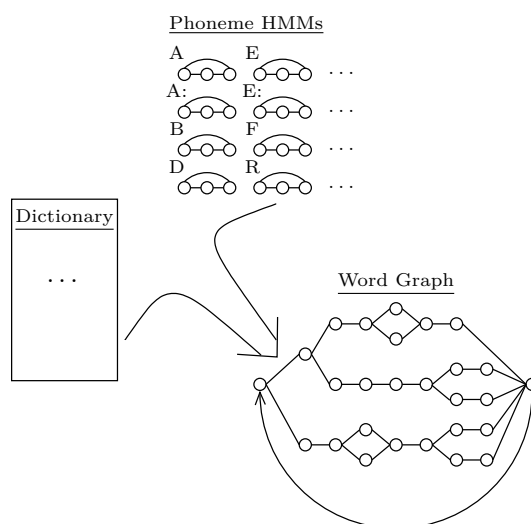 Phoneme HMMs
A E
. . .
A: E:
. . .
B F
. . .
D R
. . .
Dictionary
. . .
Word Graph